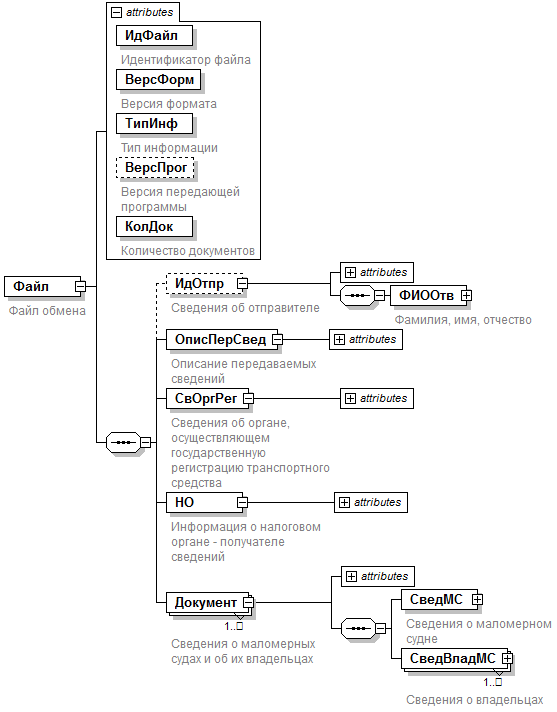 attributes
ИдФайл
Идентификатор файла
ВерсФорм
Версия формата
ТипИнф
Тип информации
ВерсПрог
Версия передающей
программы
КолДок
Количество документов
Файл
Файл обмена
ИдОтпр
Сведения об отправителе
attributes
ФИООтв
Фамилия, имя, отчество
ОписПерСвед
Описание передаваемых
сведений
attributes
СвОргРег
Сведения об органе,
осуществляющем
государственную
регистрацию транспортного
средства
attributes
НО
Информация о налоговом
органе - получателе
сведений
attributes
Документ
1..□
Сведения о маломерных
судах и об их владельцах
attributes
СведМС
Сведения о маломерном
судне
СведВладМС
1..□
Сведения о владельцах